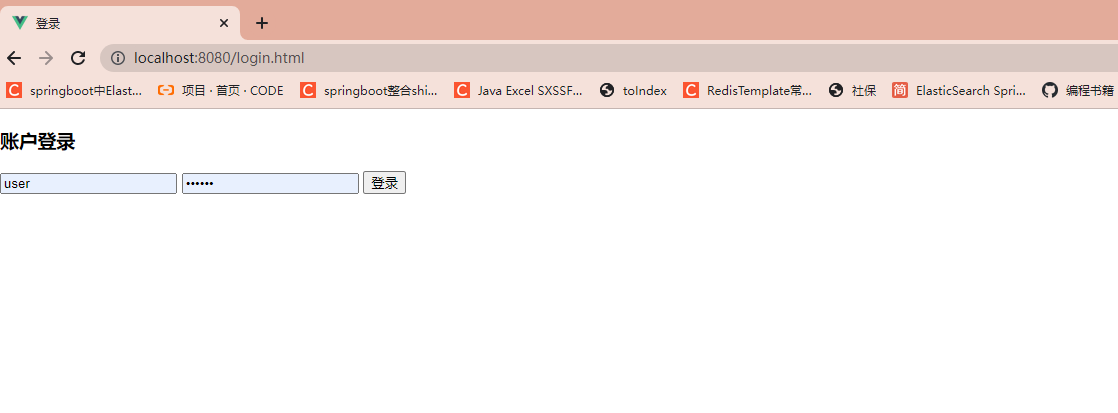 登录
localhost:8080/login.html
springboot中Elast... 项目 · 首页 · CODE springboot整合shi... Java Excel SXSSF... toIndex RedisTemplate常... 社保 简 ElasticSearch Spri... 编程书籍
账户登录
user •••••• 登录